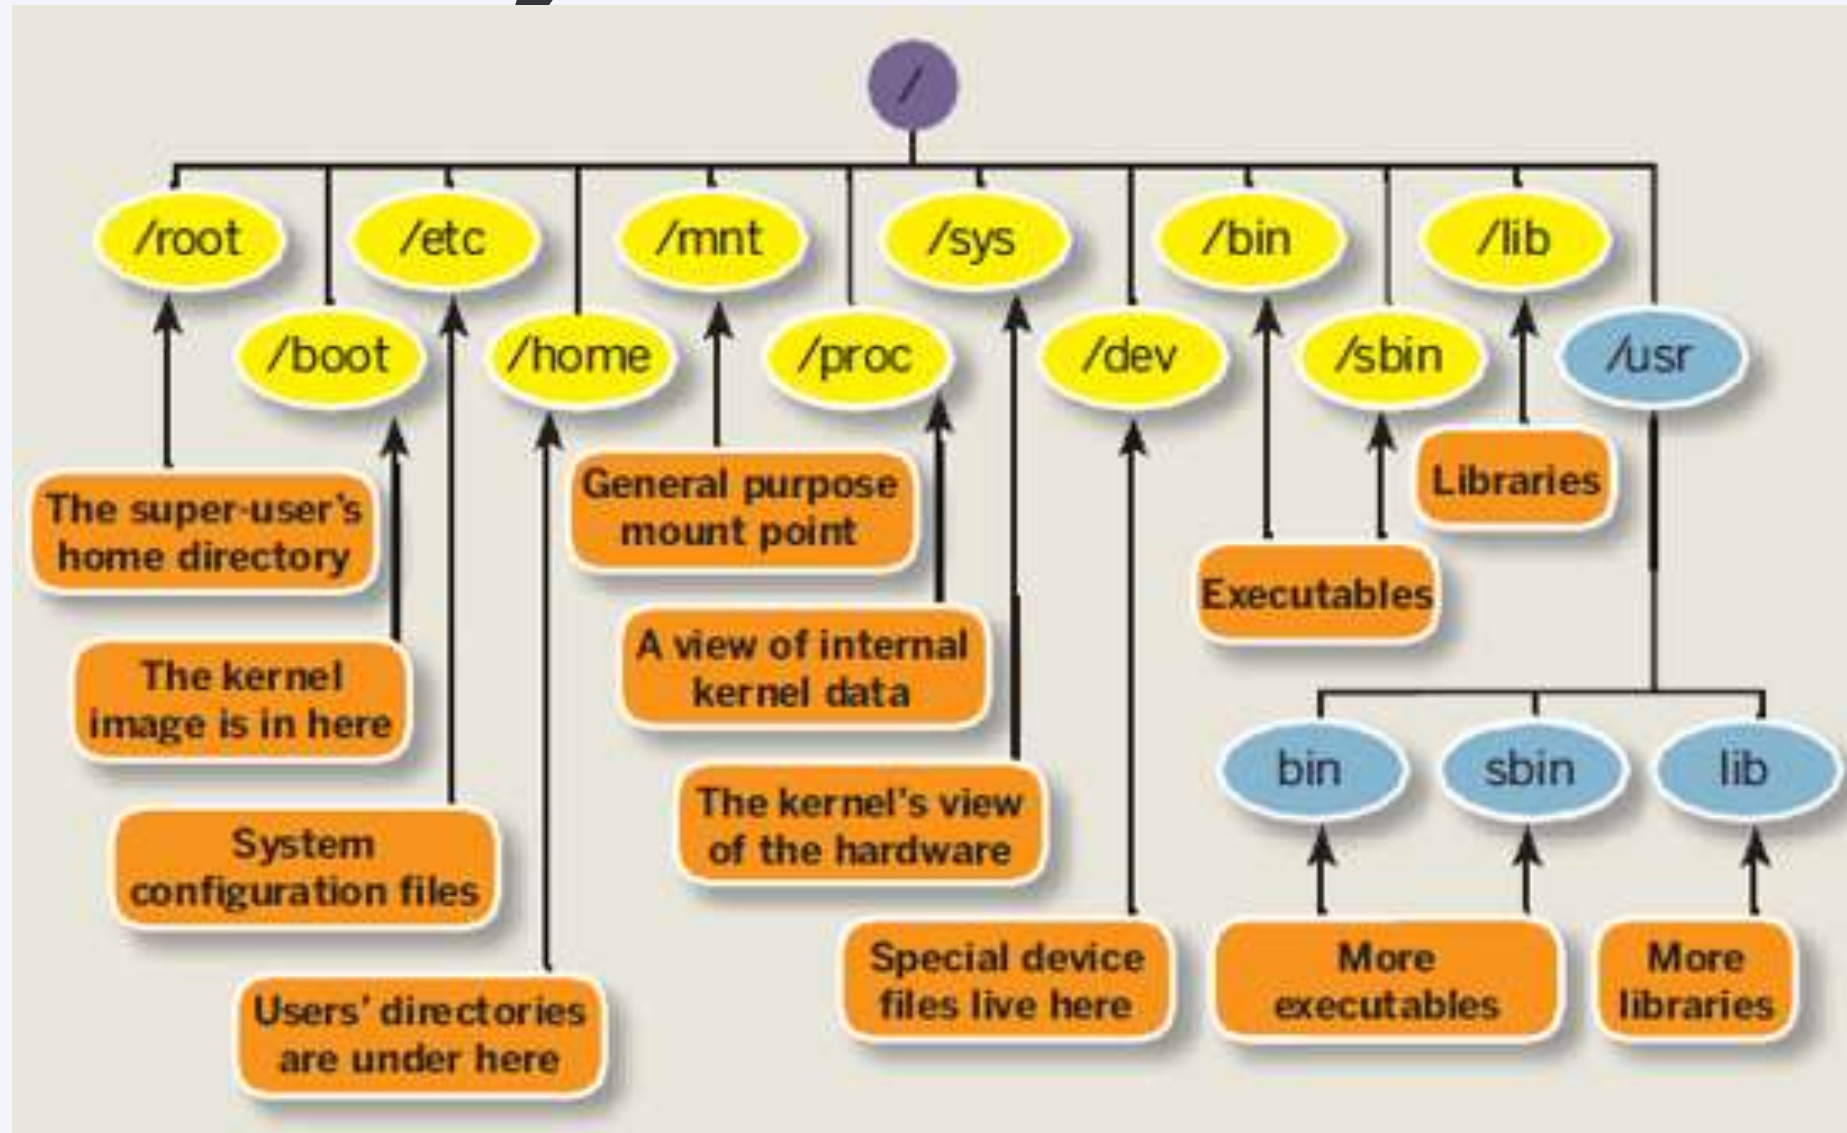 /
/root
/etc
/mnt
/sys
/bin
/lib
/boot
/home
/proc
/dev
/sbin
/usr
The super-user's
home directory
General purpose
mount point
Libraries
Executables
The kernel
image is in here
A view of internal
kernel data
bin
sbin
lib
System
configuration files
The kernel's view
of the hardware
Users' directories
are under here
Special device
files live here
More
executables
More
libraries